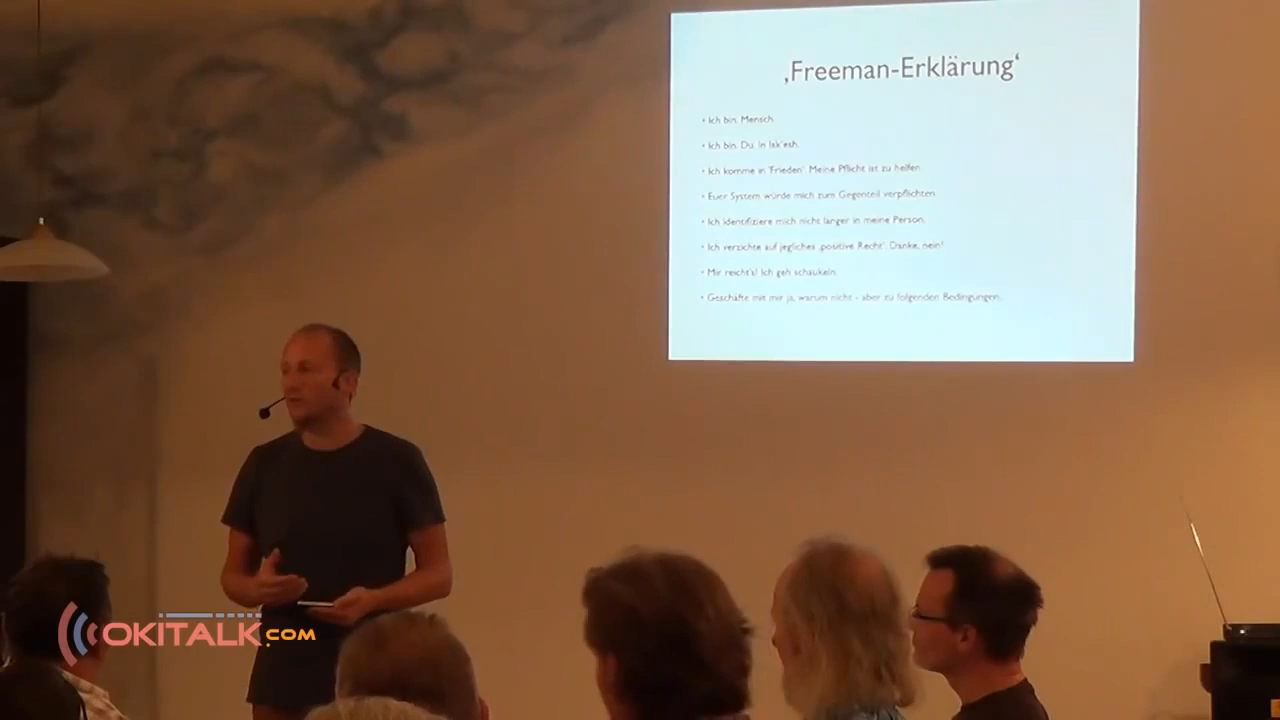 ‚Freeman-Erklärung‘
• Ich bin. Mensch.
• Ich bin. Du. In lak'esh.
• Ich komme in 'Frieden'. Meine Pflicht ist zu helfen.
• Euer System würde mich zum Gegenteil verpflichten.
• Ich identifiziere mich nicht länger in meine Person.
• Ich verzichte auf jegliches ‚positive Recht‘. Danke, nein!
• Mir reicht's! Ich geh schaukeln.
• Geschäfte mit mir ja, warum nicht - aber zu folgenden Bedingungen.
OKITALK.COM